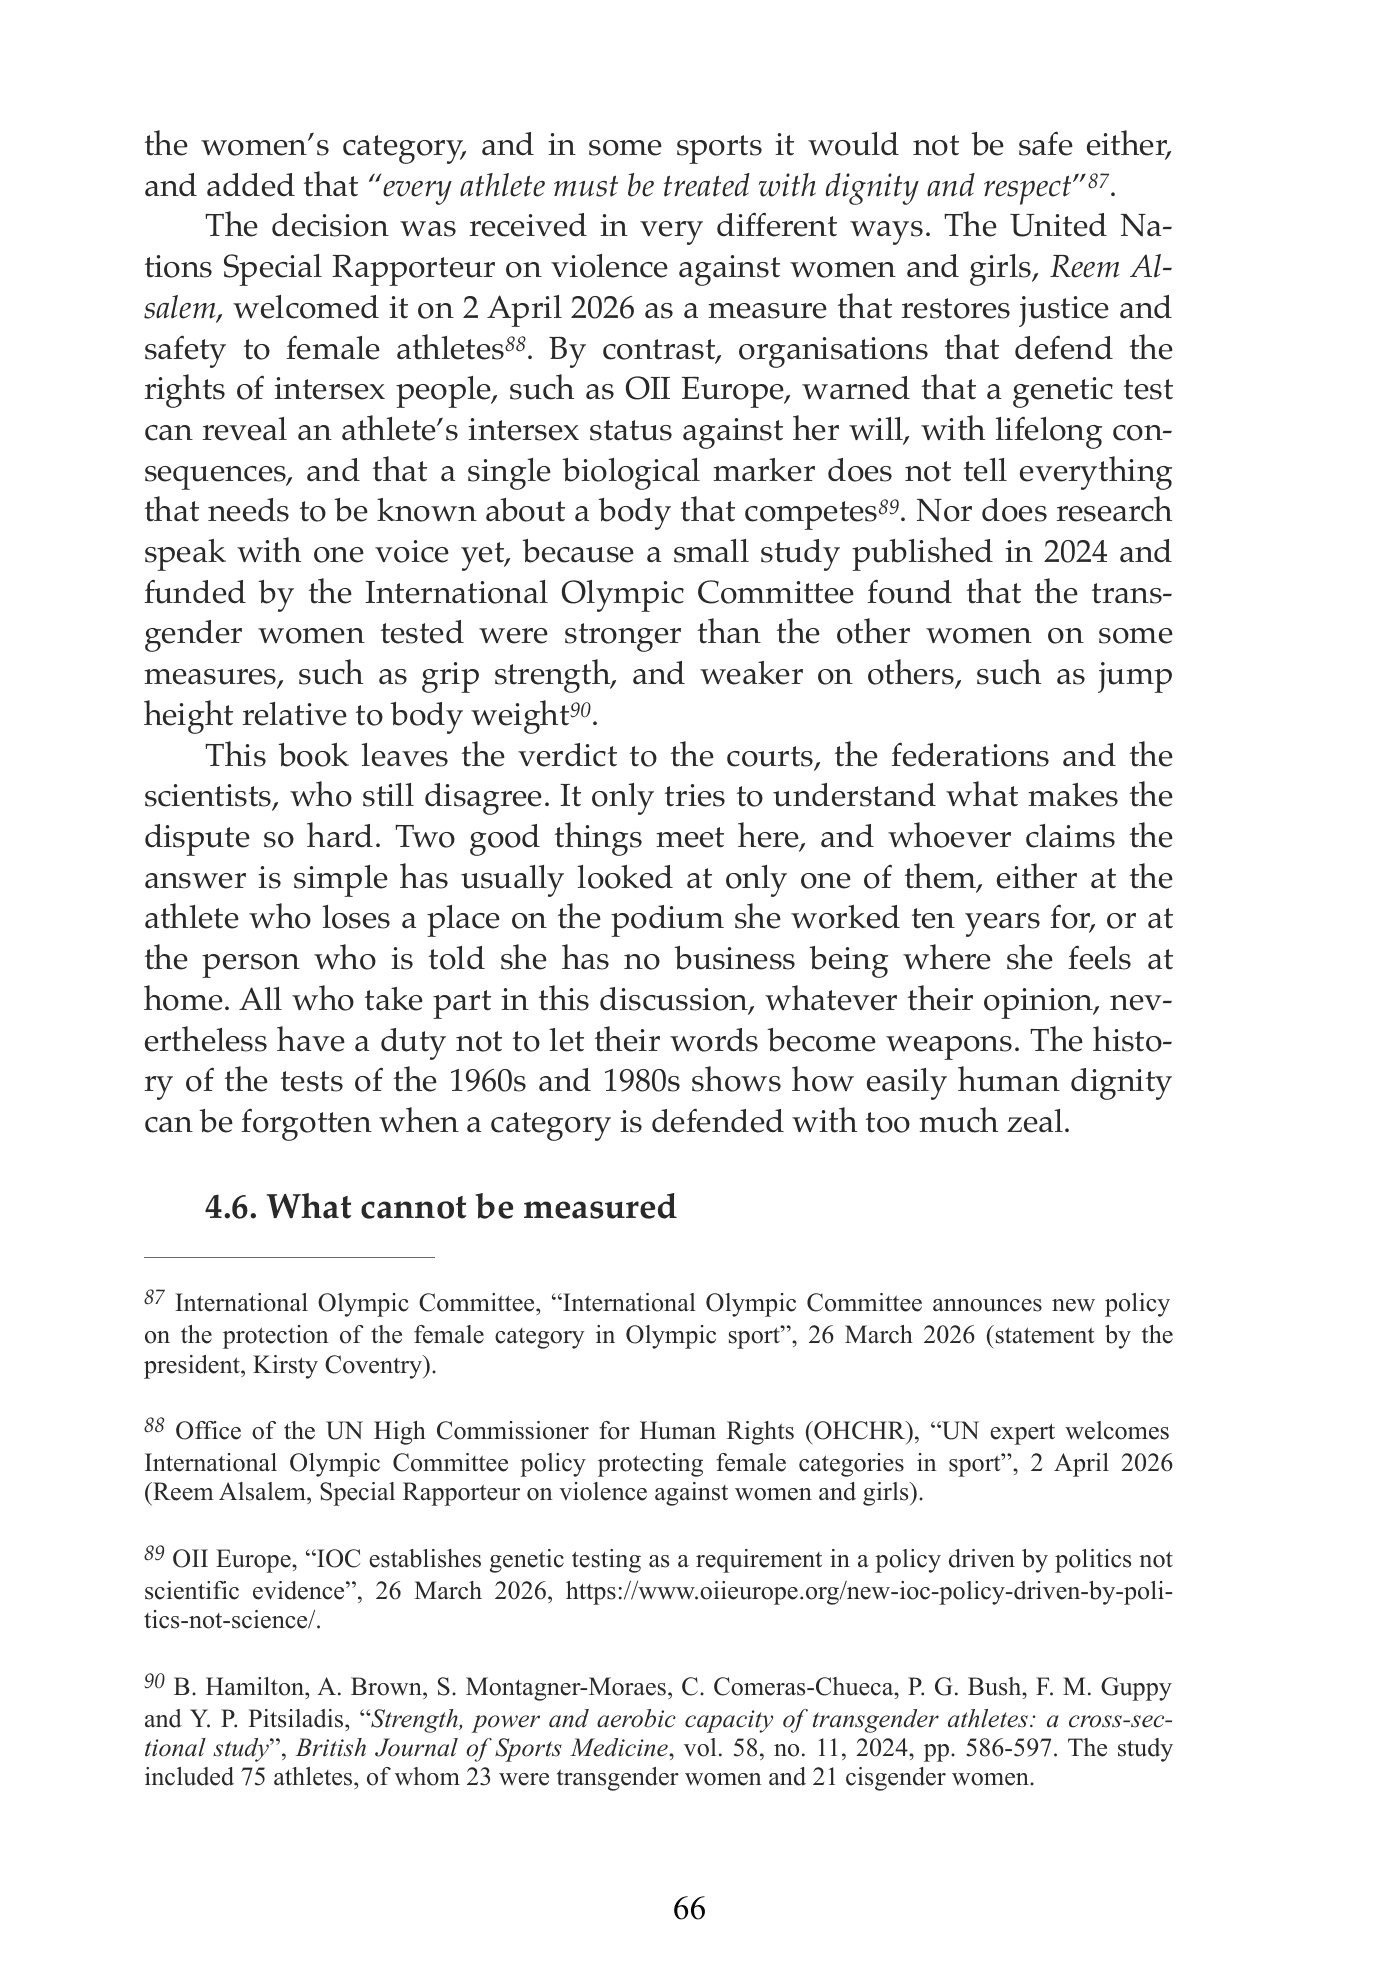 the women’s category, and in some sports it would not be safe either,
and added that “every athlete must be treated with dignity and respect”87.
The decision was received in very different ways. The United Na-
tions Special Rapporteur on violence against women and girls, Reem Al-
salem, welcomed it on 2 April 2026 as a measure that restores justice and
safety to female athletes88. By contrast, organisations that defend the
rights of intersex people, such as OII Europe, warned that a genetic test
can reveal an athlete’s intersex status against her will, with lifelong con-
sequences, and that a single biological marker does not tell everything
that needs to be known about a body that competes89. Nor does research
speak with one voice yet, because a small study published in 2024 and
funded by the International Olympic Committee found that the trans-
gender women tested were stronger than the other women on some
measures, such as grip strength, and weaker on others, such as jump
height relative to body weight90.
This book leaves the verdict to the courts, the federations and the
scientists, who still disagree. It only tries to understand what makes the
dispute so hard. Two good things meet here, and whoever claims the
answer is simple has usually looked at only one of them, either at the
athlete who loses a place on the podium she worked ten years for, or at
the person who is told she has no business being where she feels at
home. All who take part in this discussion, whatever their opinion, nev-
ertheless have a duty not to let their words become weapons. The histo-
ry of the tests of the 1960s and 1980s shows how easily human dignity
can be forgotten when a category is defended with too much zeal.
4.6. What cannot be measured
87 International Olympic Committee, “International Olympic Committee announces new policy
on the protection of the female category in Olympic sport”, 26 March 2026 (statement by the
president, Kirsty Coventry).
88 Office of the UN High Commissioner for Human Rights (OHCHR), “UN expert welcomes
International Olympic Committee policy protecting female categories in sport”, 2 April 2026
(Reem Alsalem, Special Rapporteur on violence against women and girls).
89 OII Europe, “IOC establishes genetic testing as a requirement in a policy driven by politics not
scientific evidence”, 26 March 2026, https://www.oiieurope.org/new-ioc-policy-driven-by-poli-
tics-not-science/.
90 B. Hamilton, A. Brown, S. Montagner-Moraes, C. Comeras-Chueca, P. G. Bush, F. M. Guppy
and Y. P. Pitsiladis, “Strength, power and aerobic capacity of transgender athletes: a cross-sec-
tional study”, British Journal of Sports Medicine, vol. 58, no. 11, 2024, pp. 586-597. The study
included 75 athletes, of whom 23 were transgender women and 21 cisgender women.
66